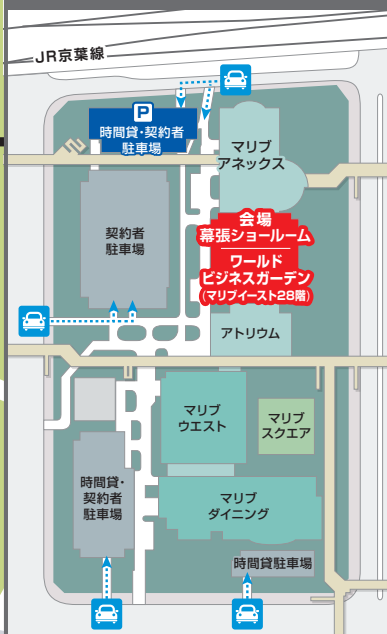 JR京葉線
P
時間貸・契約者
駐車場
マリブ
アネックス
契約者
駐車場
会場
幕張ショールーム
ワールド
ビジネスガーデン
(マリブイースト28階)
アトリウム
マリブ
ウエスト
マリブ
スクエア
時間貸・
契約者
駐車場
マリブ
ダイニング
時間貸駐車場